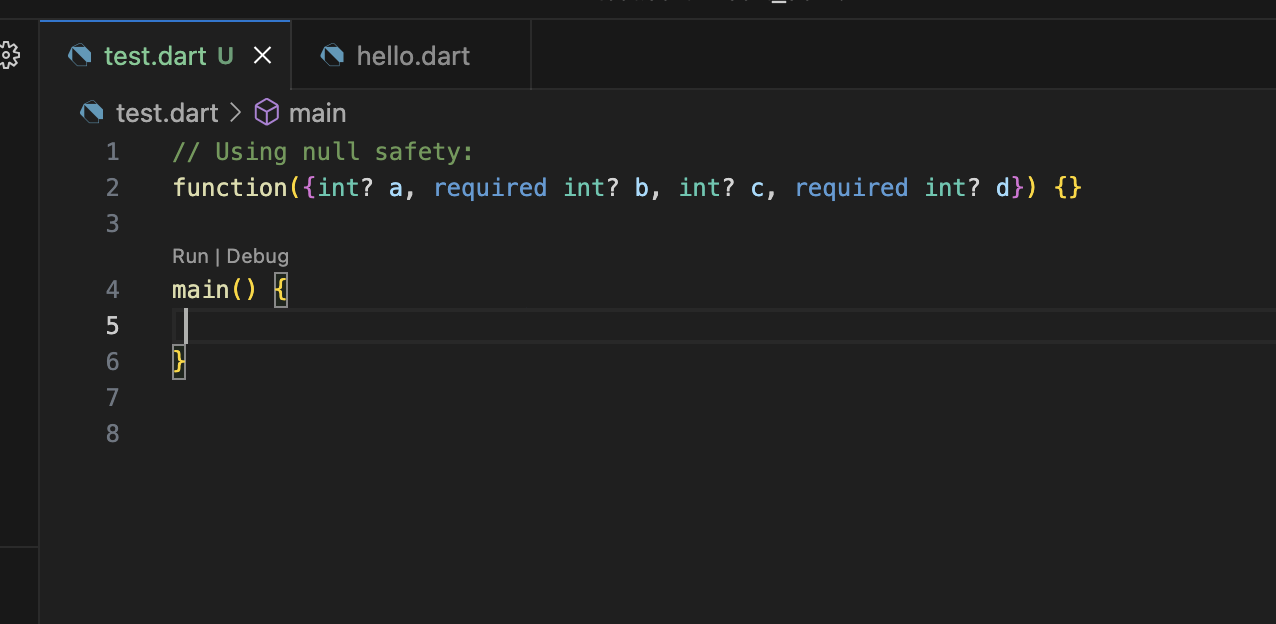 test.dart U
hello.dart
test.dart > main
1 // Using null safety:
2 function({int? a, required int? b, int? c, required int? d}) {}
3
Run | Debug
4 main() {
5
6 }
7
8